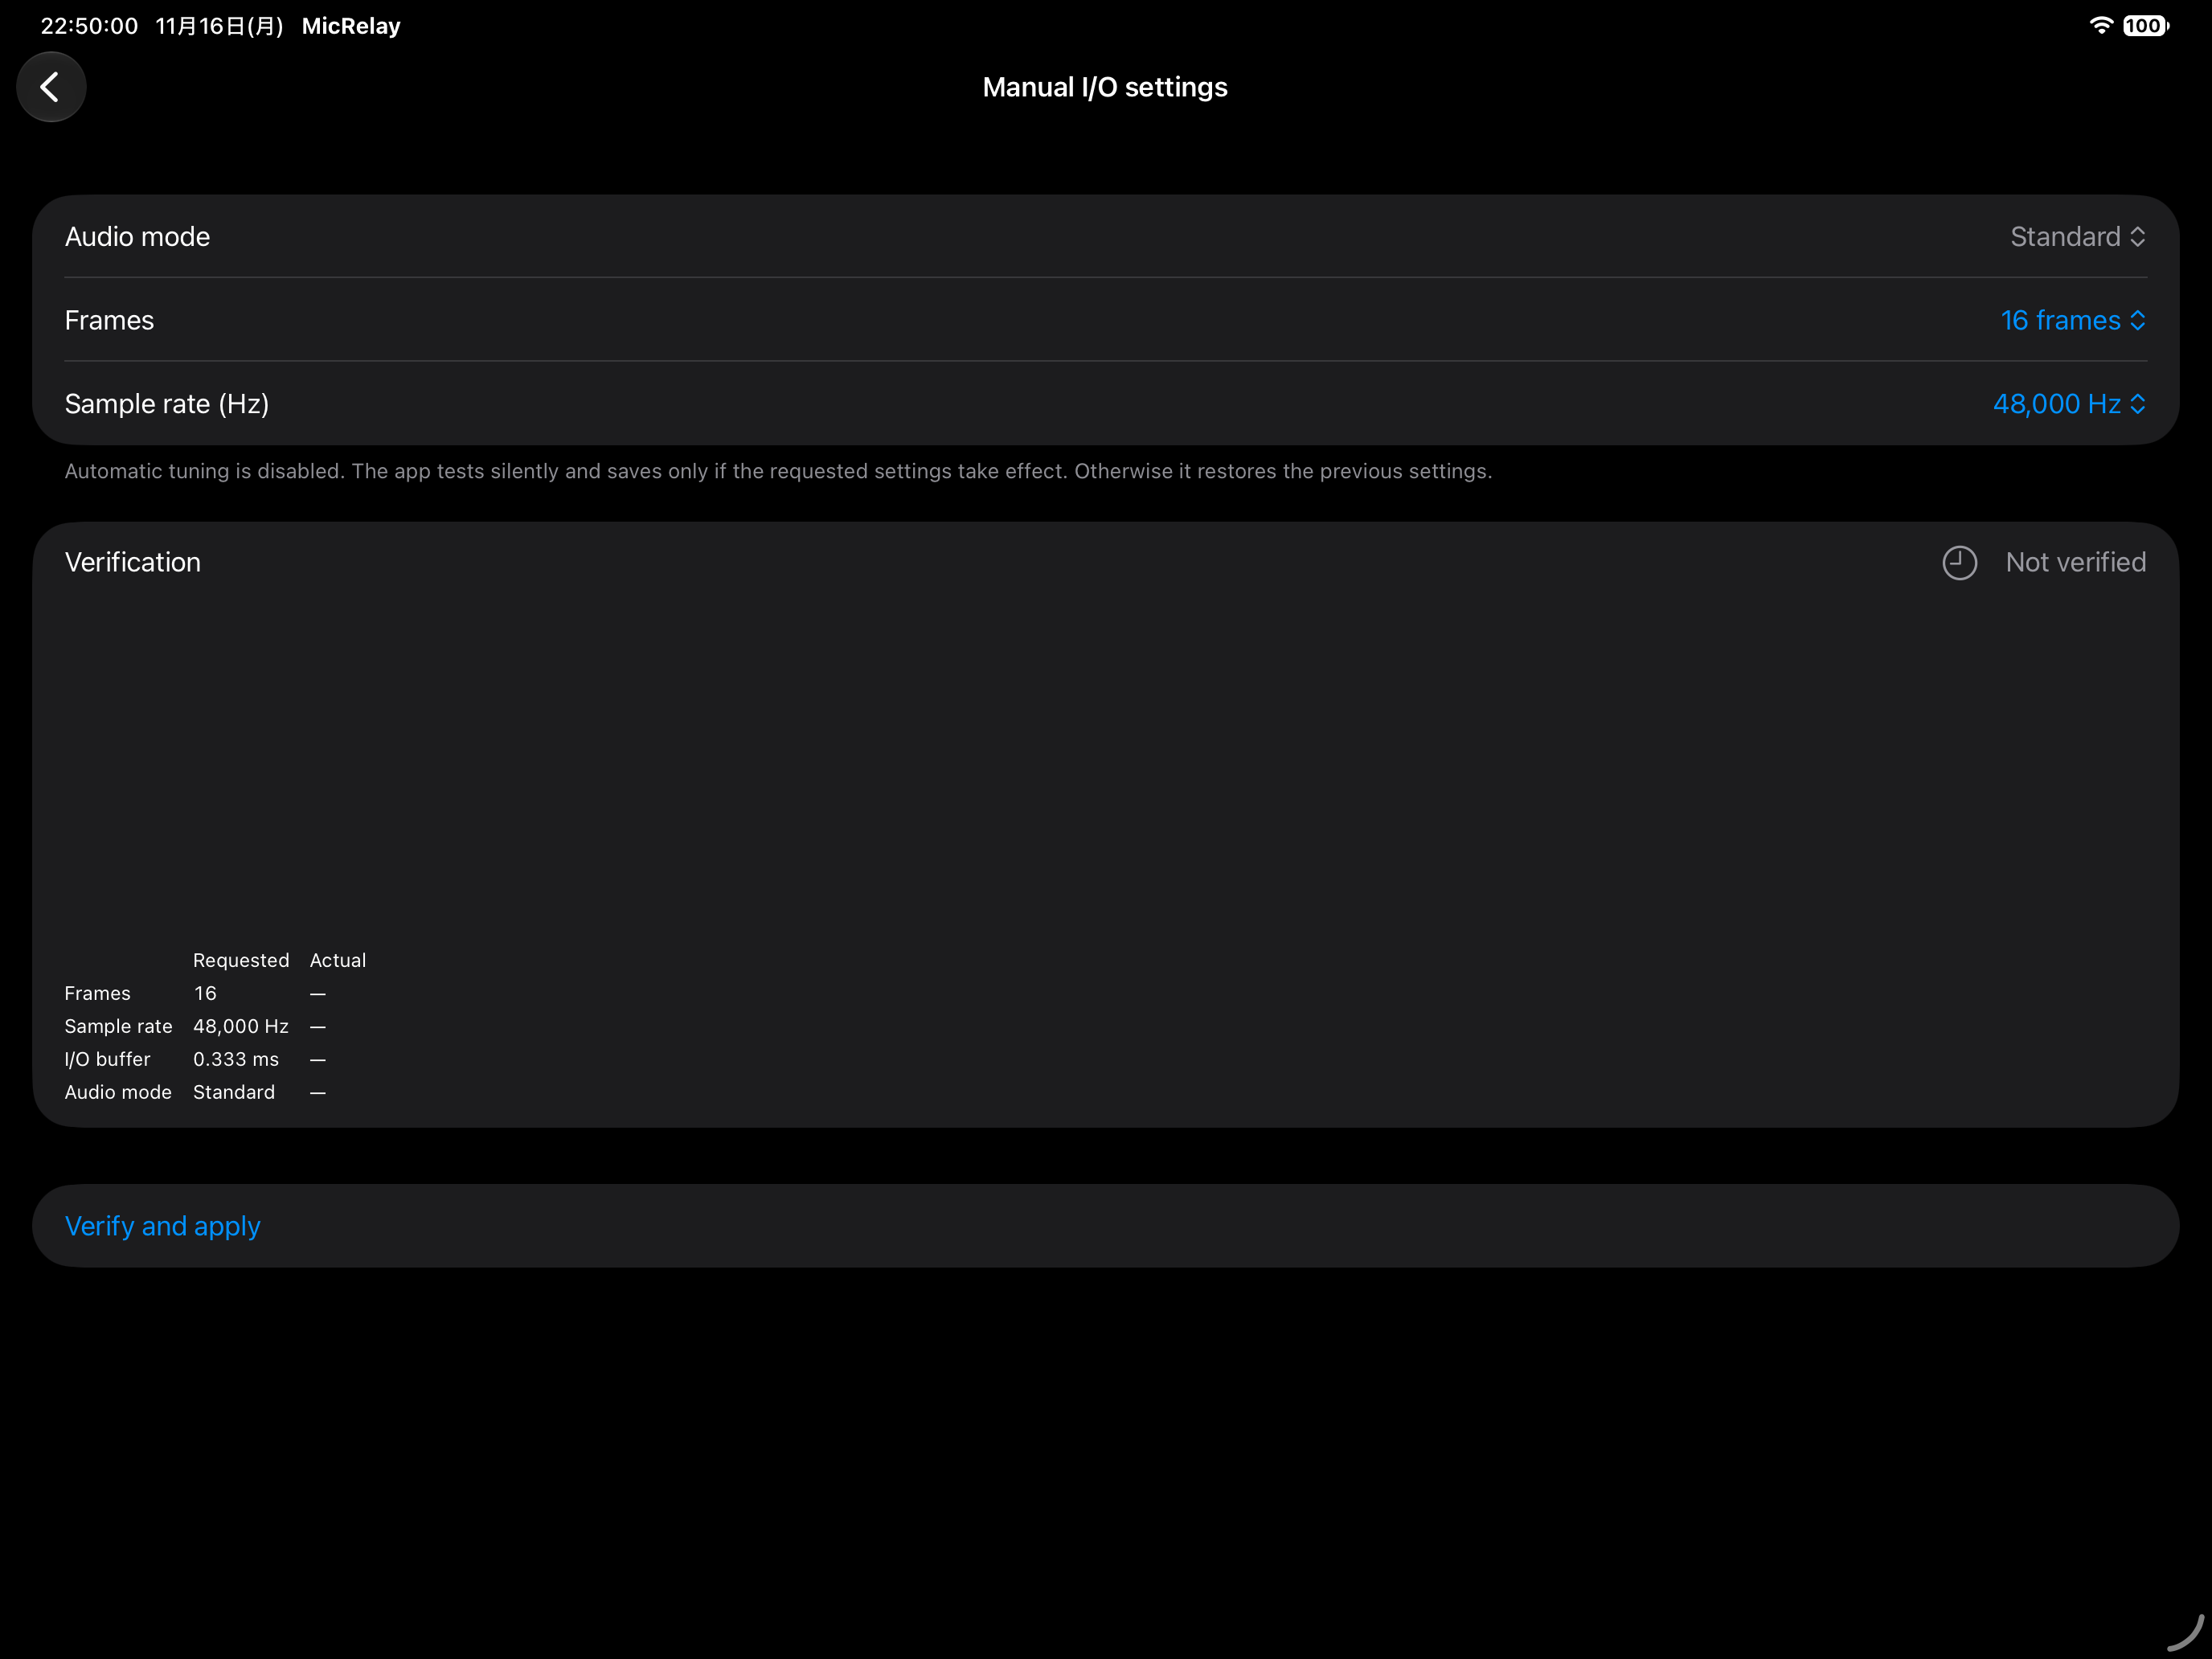 22:50:00 11月16日(月) MicRelay
100
Manual I/O settings
Audio mode Standard
Frames 16 frames
Sample rate (Hz) 48,000 Hz
Automatic tuning is disabled. The app tests silently and saves only if the requested settings take effect. Otherwise it restores the previous settings.
Verification Not verified
Requested Actual
Frames 16 —
Sample rate 48,000 Hz —
I/O buffer 0.333 ms —
Audio mode Standard —
Verify and apply